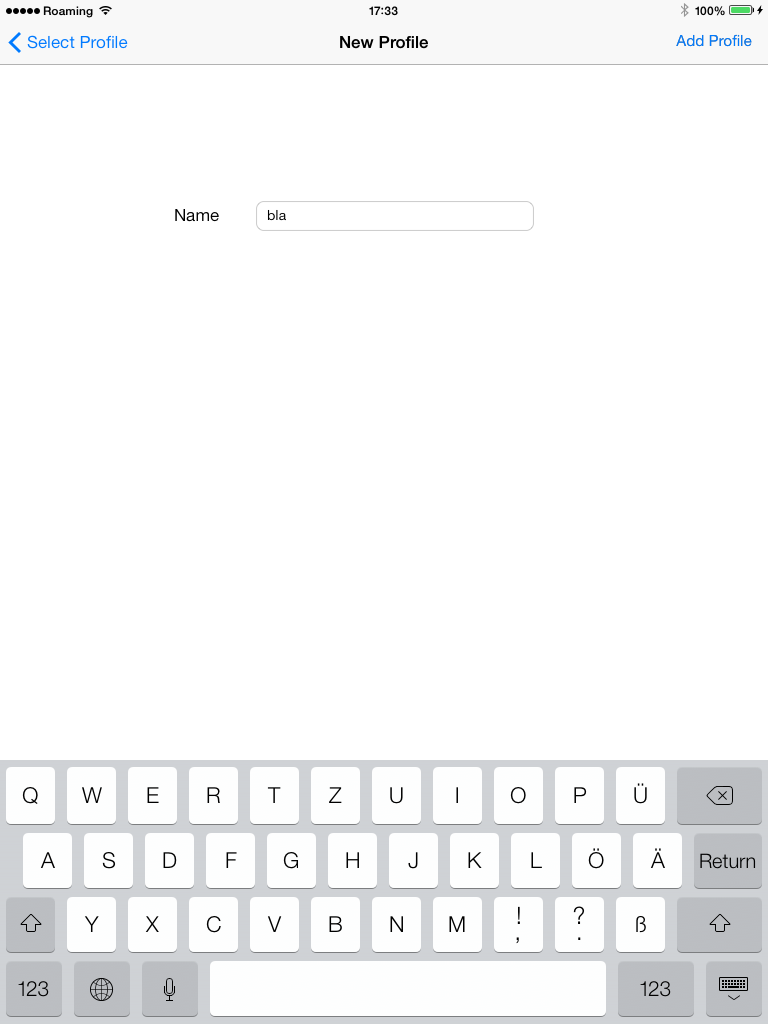 Roaming 17:33 100%
Select Profile New Profile Add Profile
Name bla
Q W E R T Z U I O P Ü
A S D F G H J K L Ö Ä Return
Y X C V B N M ! , ? . ß
123 123